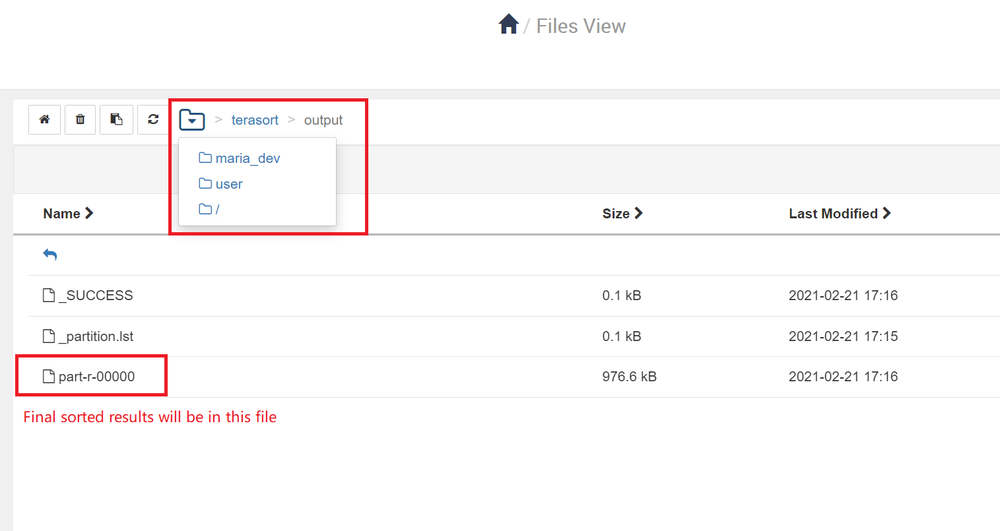 / Files View
> terasort > output
maria_dev
user
/
Name Size Last Modified
_SUCCESS 0.1 kB 2021-02-21 17:16
_partition.lst 0.1 kB 2021-02-21 17:15
part-r-00000 976.6 kB 2021-02-21 17:16
Final sorted results will be in this file